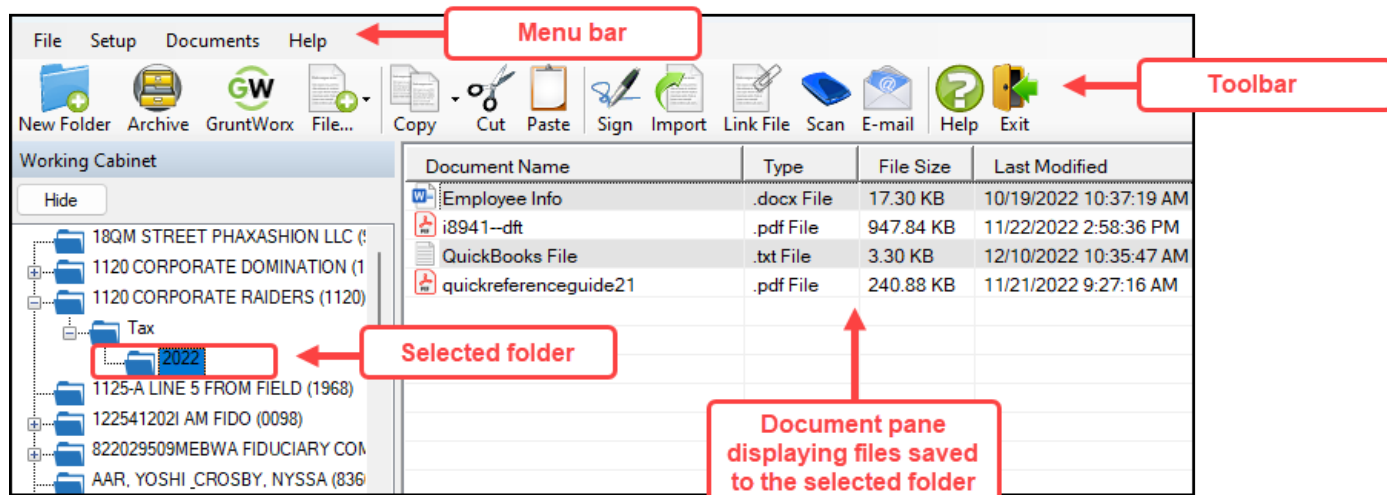 Menu bar
File Setup Documents Help
Toolbar
GW
New Folder Archive GruntWorx File... Copy Cut Paste Sign Import Link File Scan E-mail Help Exit
Working Cabinet
Hide
18QM STREET PHAXASHION LLC (
1120 CORPORATE DOMINATION (1
1120 CORPORATE RAIDERS (1120)
Tax
2022
Selected folder
1125-A LINE 5 FROM FIELD (1968)
122541202I AM FIDO (0098)
822029509MEBWA FIDUCIARY COM
AAR, YOSHI_CROSBY, NYSSA (836
Document Name Type File Size Last Modified
Employee Info .docx File 17.30 KB 10/19/2022 10:37:19 AM
i8941--dft .pdf File 947.84 KB 11/22/2022 2:58:36 PM
QuickBooks File .txt File 3.30 KB 12/10/2022 10:35:47 AM
quickreferenceguide21 .pdf File 240.88 KB 11/21/2022 9:27:16 AM
Document pane
displaying files saved
to the selected folder